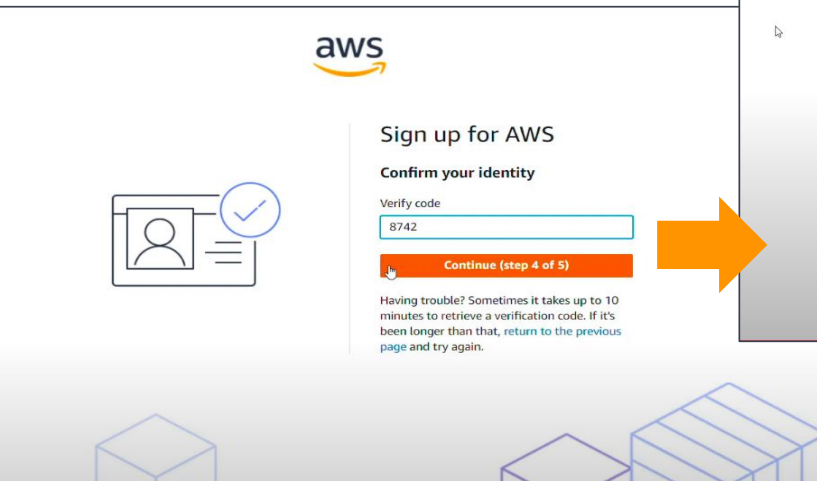 aws
Sign up for AWS
Confirm your identity
Verify code
8742
Continue (step 4 of 5)
Having trouble? Sometimes it takes up to 10
minutes to retrieve a verification code. If it's
been longer than that, return to the previous
page and try again.